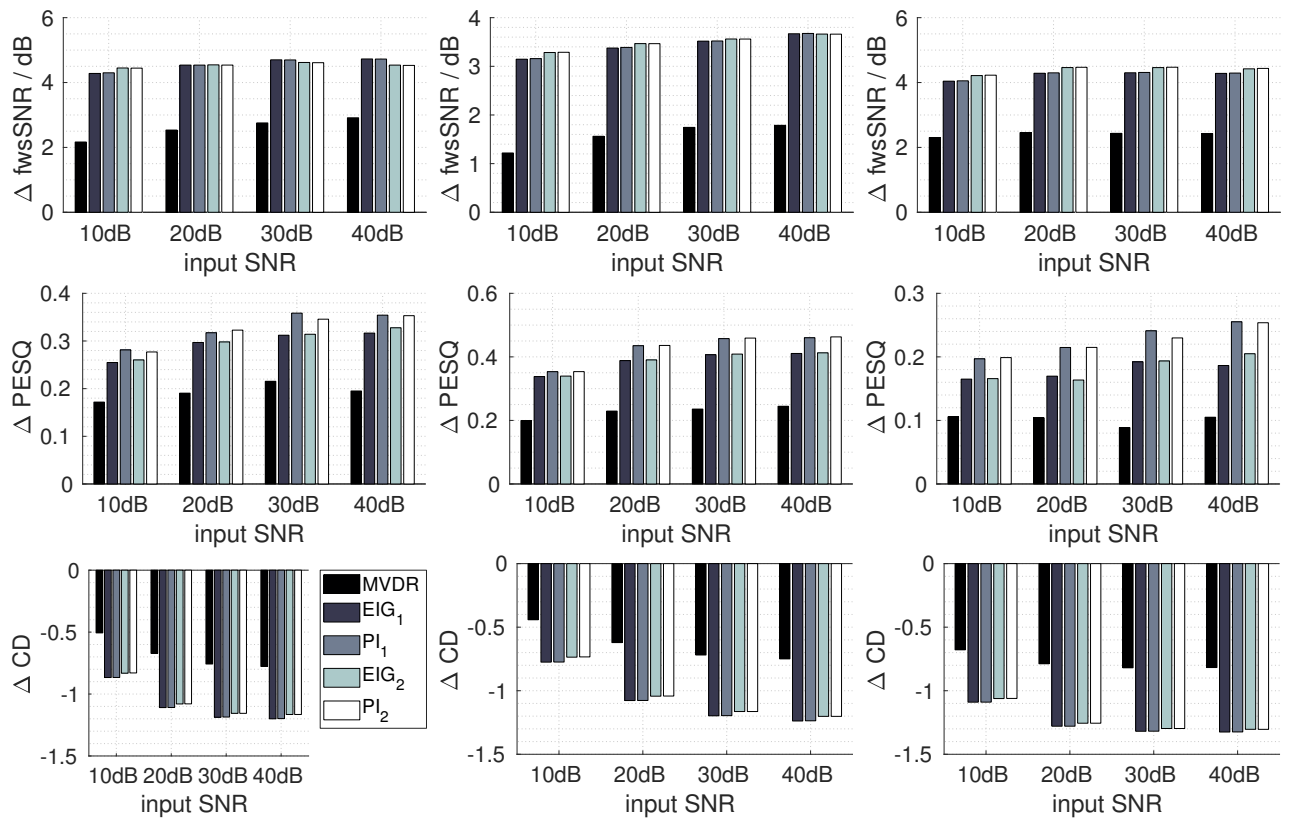 Δ fwsSNR / dB
6
4
2
0
10dB 20dB 30dB 40dB
input SNR
Δ fwsSNR / dB
4
3
2
1
0
10dB 20dB 30dB 40dB
input SNR
Δ fwsSNR / dB
6
4
2
0
10dB 20dB 30dB 40dB
input SNR
Δ PESQ
0.4
0.3
0.2
0.1
0
10dB 20dB 30dB 40dB
input SNR
Δ PESQ
0.6
0.4
0.2
0
10dB 20dB 30dB 40dB
input SNR
Δ PESQ
0.3
0.2
0.1
0
10dB 20dB 30dB 40dB
input SNR
Δ CD
0
-0.5
-1
-1.5
10dB 20dB 30dB 40dB
input SNR
MVDR
EIG1
PI1
EIG2
PI2
Δ CD
0
-0.5
-1
-1.5
10dB 20dB 30dB 40dB
input SNR
Δ CD
0
-0.5
-1
-1.5
10dB 20dB 30dB 40dB
input SNR